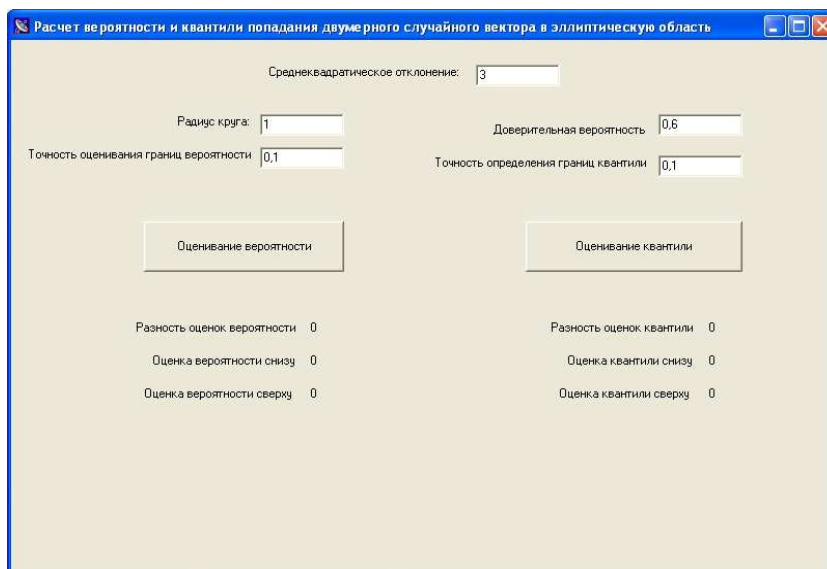 Расчет вероятности и квантили попадания двумерного случайного вектора в эллиптическую область
Среднеквадратическое отклонение: 3
Радиус круга: 1
Доверительная вероятность 0,6
Точность оценивания границ вероятности 0,1
Точность определения границ квантили 0,1
Оценивание вероятности
Оценивание квантили
Разность оценок вероятности 0
Разность оценок квантили 0
Оценка вероятности снизу 0
Оценка квантили снизу 0
Оценка вероятности сверху 0
Оценка квантили сверху 0